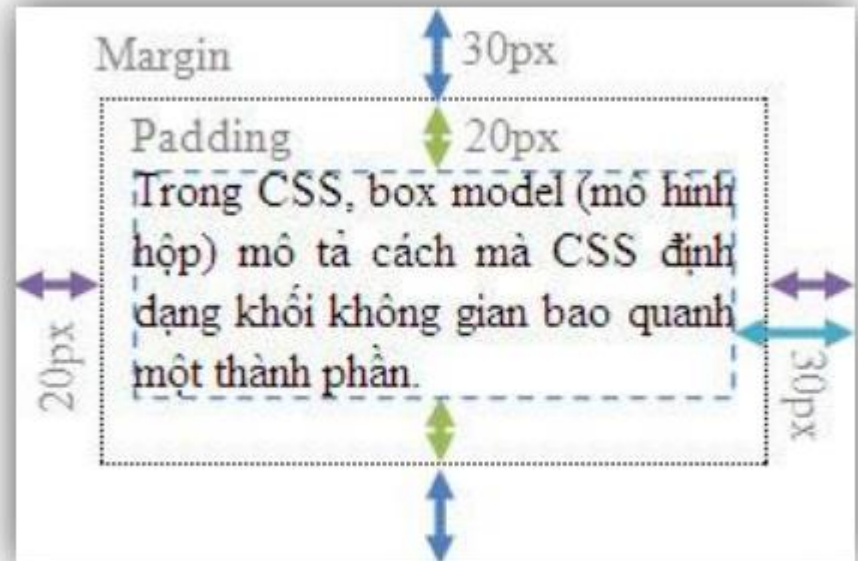 Margin
30px
Padding
20px
Trong CSS, box model (mô hình
hộp) mô tả cách mà CSS định
dạng khối không gian bao quanh
một thành phần.
20px
30px